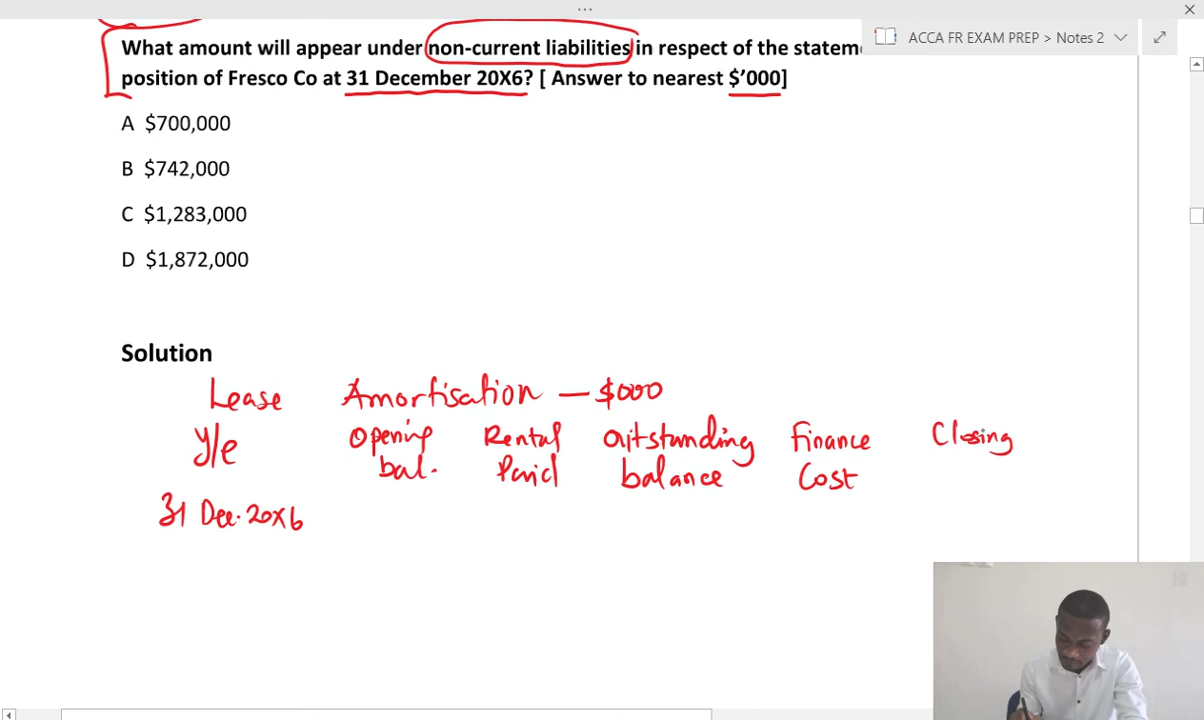 ACCA FR EXAM PREP > Notes 2
What amount will appear under non-current liabilities in respect of the
position of Fresco Co at 31 December 20X6? [ Answer to nearest $'000]
A $700,000
B $742,000
C $1,283,000
D $1,872,000
Solution
Lease Amortisation — $000
Y/e Opening bal. Rental Paid Outstanding balance Finance Cost Closing
31 Dec. 20X6